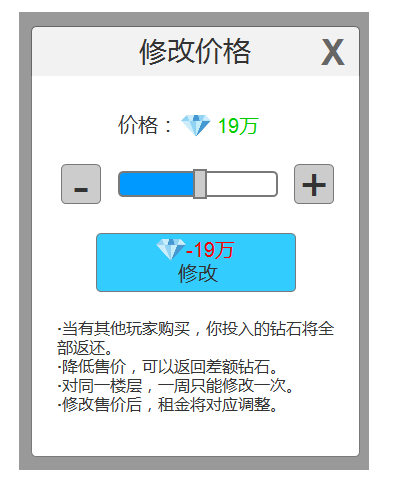 修改价格 X
价格： 19万
- +
-19万
修改
·当有其他玩家购买，你投入的钻石将全
部返还。
·降低售价，可以返回差额钻石。
·对同一楼层，一周只能修改一次。
·修改售价后，租金将对应调整。